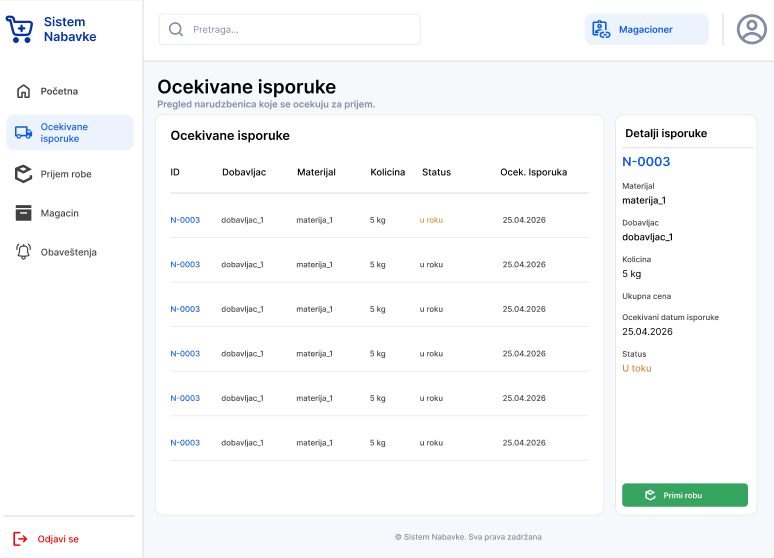 Sistem
Nabavke
Pretraga...
Magacioner
Početna
Ocekivane
isporuke
Prijem robe
Magacin
Obaveštenja
Odjavi se
Ocekivane isporuke
Pregled narudzbenica koje se ocekuju za prijem.
Ocekivane isporuke
ID Dobavljac Materijal Kolicina Status Ocek. Isporuka
N-0003 dobavljac_1 materija_1 5 kg u roku 25.04.2026
N-0003 dobavljac_1 materija_1 5 kg u roku 25.04.2026
N-0003 dobavljac_1 materija_1 5 kg u roku 25.04.2026
N-0003 dobavljac_1 materija_1 5 kg u roku 25.04.2026
N-0003 dobavljac_1 materija_1 5 kg u roku 25.04.2026
N-0003 dobavljac_1 materija_1 5 kg u roku 25.04.2026
Detalji isporuke
N-0003
Materijal
materija_1
Dobavljac
dobavljac_1
Kolicina
5 kg
Ukupna cena
Ocekivani datum isporuke
25.04.2026
Status
U toku
Primi robu
© Sistem Nabavke. Sva prava zadržana